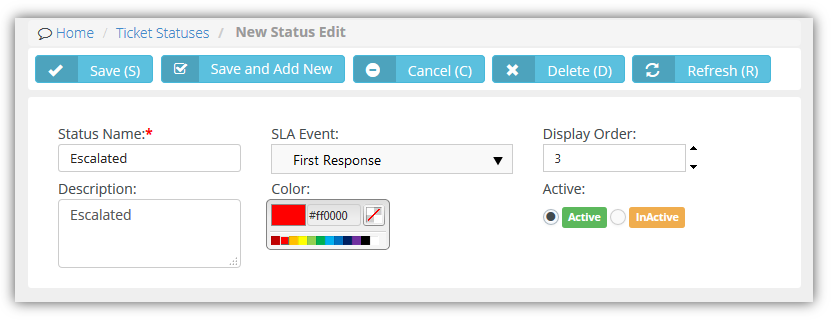 Home / Ticket Statuses / New Status Edit
Save (S) Save and Add New Cancel (C) Delete (D) Refresh (R)
Status Name:* SLA Event: Display Order:
Escalated First Response 3
Description: Color: Active:
Escalated #ff0000 Active InActive